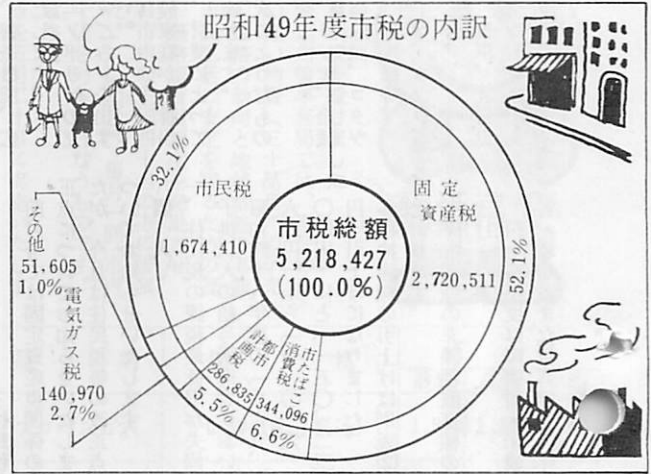 昭和49年度市税の内訳
市税総額
5,218,427
(100.0%)
固定
資産税
2,720,511
52.1%
市たばこ
消費税
344,096
6.6%
都市
計画税
286,835
5.5%
電気ガス税
140,970
2.7%
その他
51,605
1.0%
市民税
1,674,410
32.1%